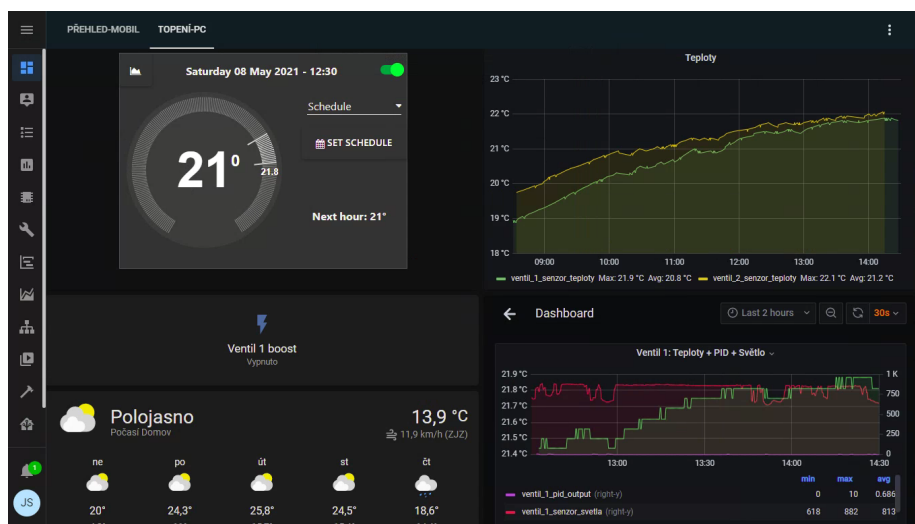 PŘEHLED-MOBIL TOPENÍ-PC
Saturday 08 May 2021 - 12:30
Schedule
SET SCHEDULE
21°
21.8
Next hour: 21°
Teploty
23 °C
22 °C
21 °C
20 °C
19 °C
18 °C
09:00 10:00 11:00 12:00 13:00 14:00
ventil_1_senzor_teploty Max: 21.9 °C Avg: 20.8 °C ventil_2_senzor_teploty Max: 22.1 °C Avg: 21.2 °C
Ventil 1 boost
Vypnuto
Dashboard
Last 2 hours
30s
Ventil 1: Teploty + PID + Světlo
21.9 °C
21.8 °C
21.7 °C
21.6 °C
21.5 °C
21.4 °C
1 K
750
500
250
0
13:00 13:30 14:00 14:30
min max avg
ventil_1_pid_output (right-y) 0 10 0.686
ventil_1_senzor_svetla (right-y) 618 882 813
Polojasno
Počasí Domov
13,9 °C
11,9 km/h (ZJZ)
ne po út st čt
20° 24,3° 25,8° 24,5° 18,6°
1
JS